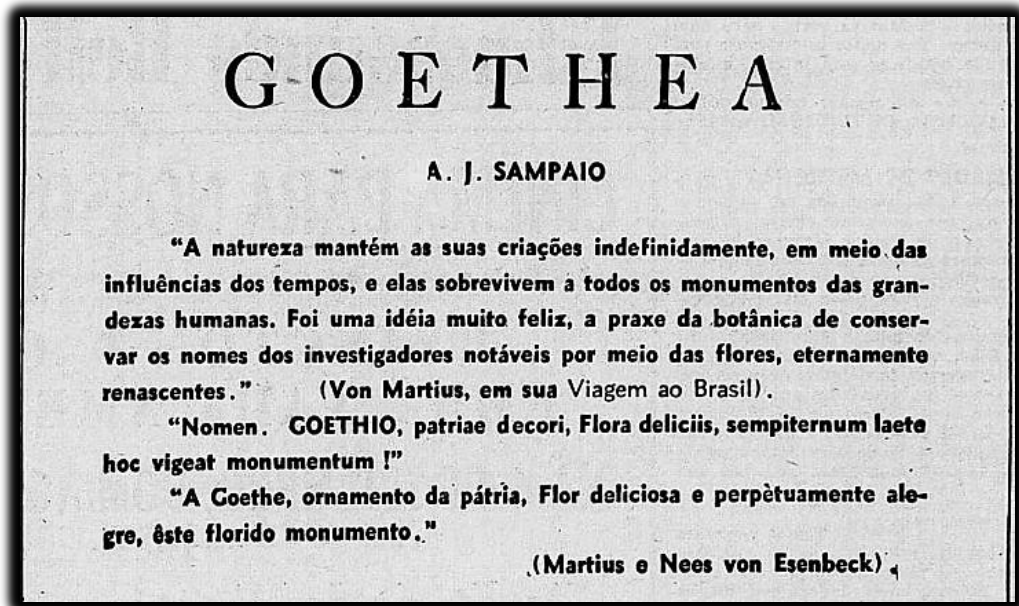 GOETHEA
A. J. SAMPAIO
"A natureza mantém as suas criações indefinidamente, em meio das
influências dos tempos, e elas sobrevivem a todos os monumentos das gran-
dezas humanas. Foi uma idéia muito feliz, a praxe da botânica de conser-
var os nomes dos investigadores notáveis por meio das flores, eternamente
renascentes." (Von Martius, em sua Viagem ao Brasil).
"Nomen. GOETHIO, patriae decori, Flora deliciis, sempiternum laete
hoc vigeat monumentum !"
"A Goethe, ornamento da pátria, Flor deliciosa e perpètuamente ale-
gre, êste florido monumento."
(Martius e Nees von Esenbeck).